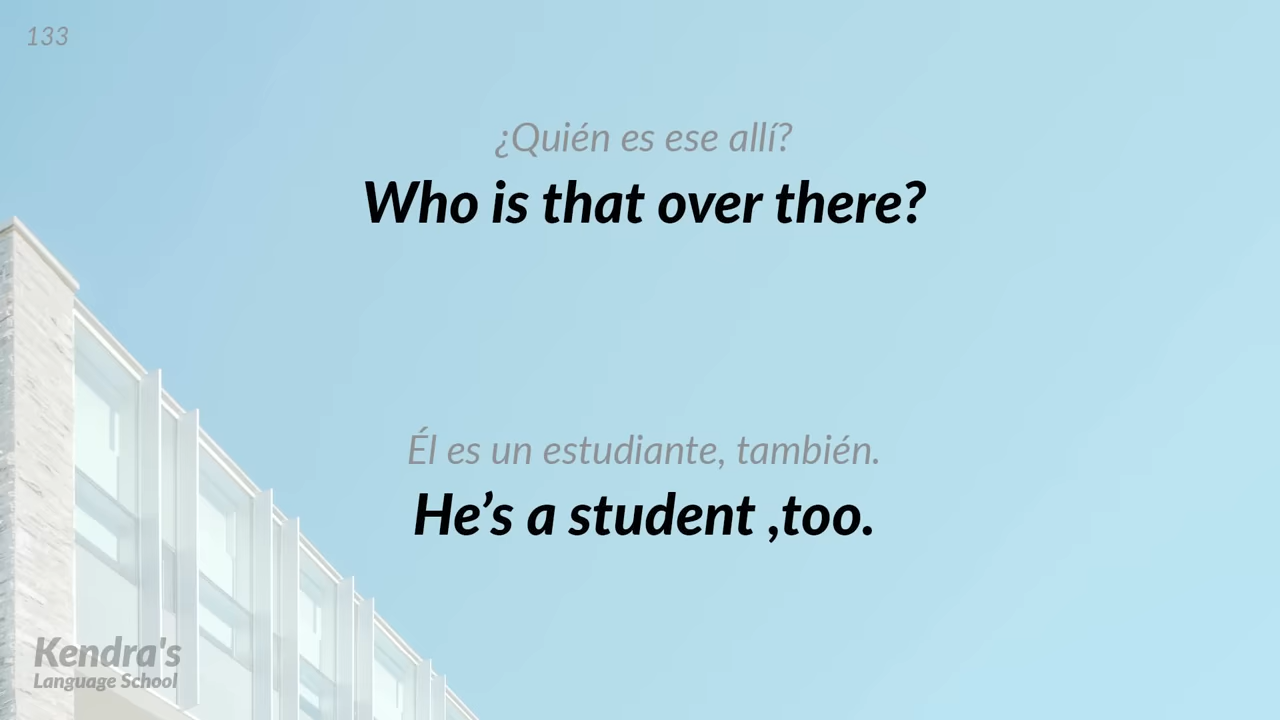 133
¿Quién es ese allí?
Who is that over there?
Él es un estudiante, también.
He’s a student ,too.
Kendra's
Language School